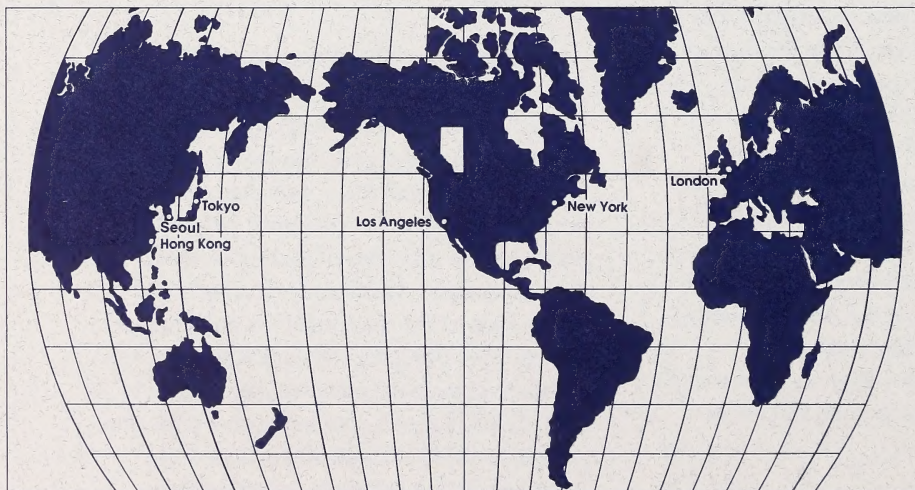 Tokyo
Seoul
Hong Kong
Los Angeles
New York
London